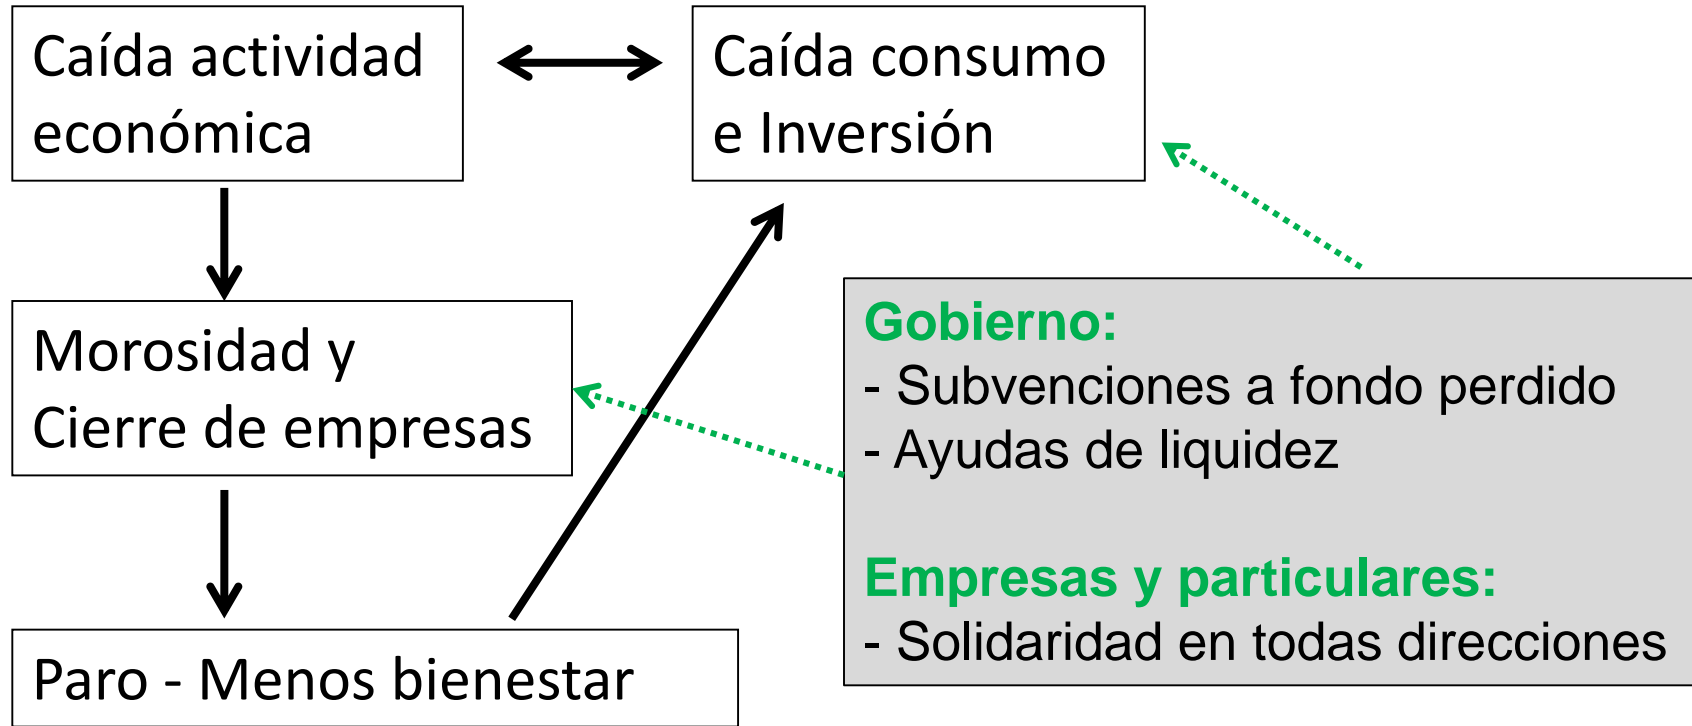 Caída actividad
económica
Caída consumo
e Inversión
Morosidad y
Cierre de empresas
Paro - Menos bienestar
Gobierno:
- Subvenciones a fondo perdido
- Ayudas de liquidez
Empresas y particulares:
- Solidaridad en todas direcciones